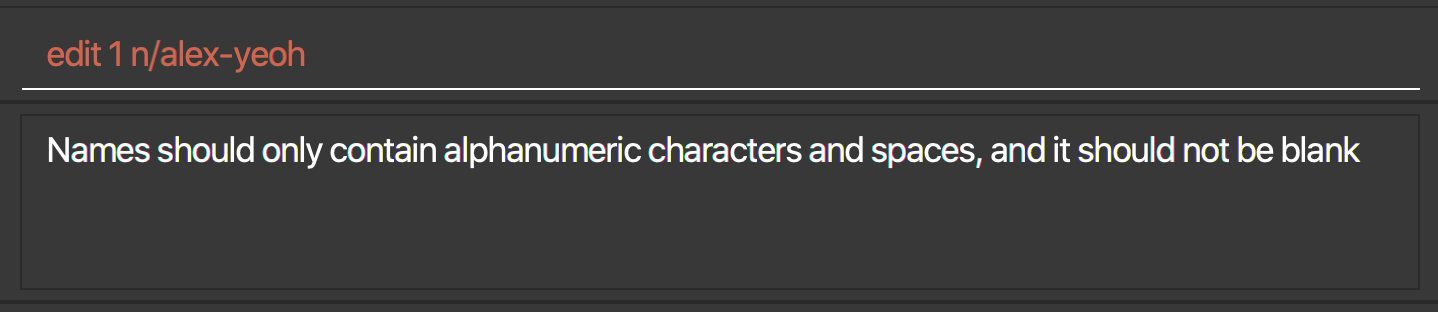 edit 1 n/alex-yeoh
Names should only contain alphanumeric characters and spaces, and it should not be blank